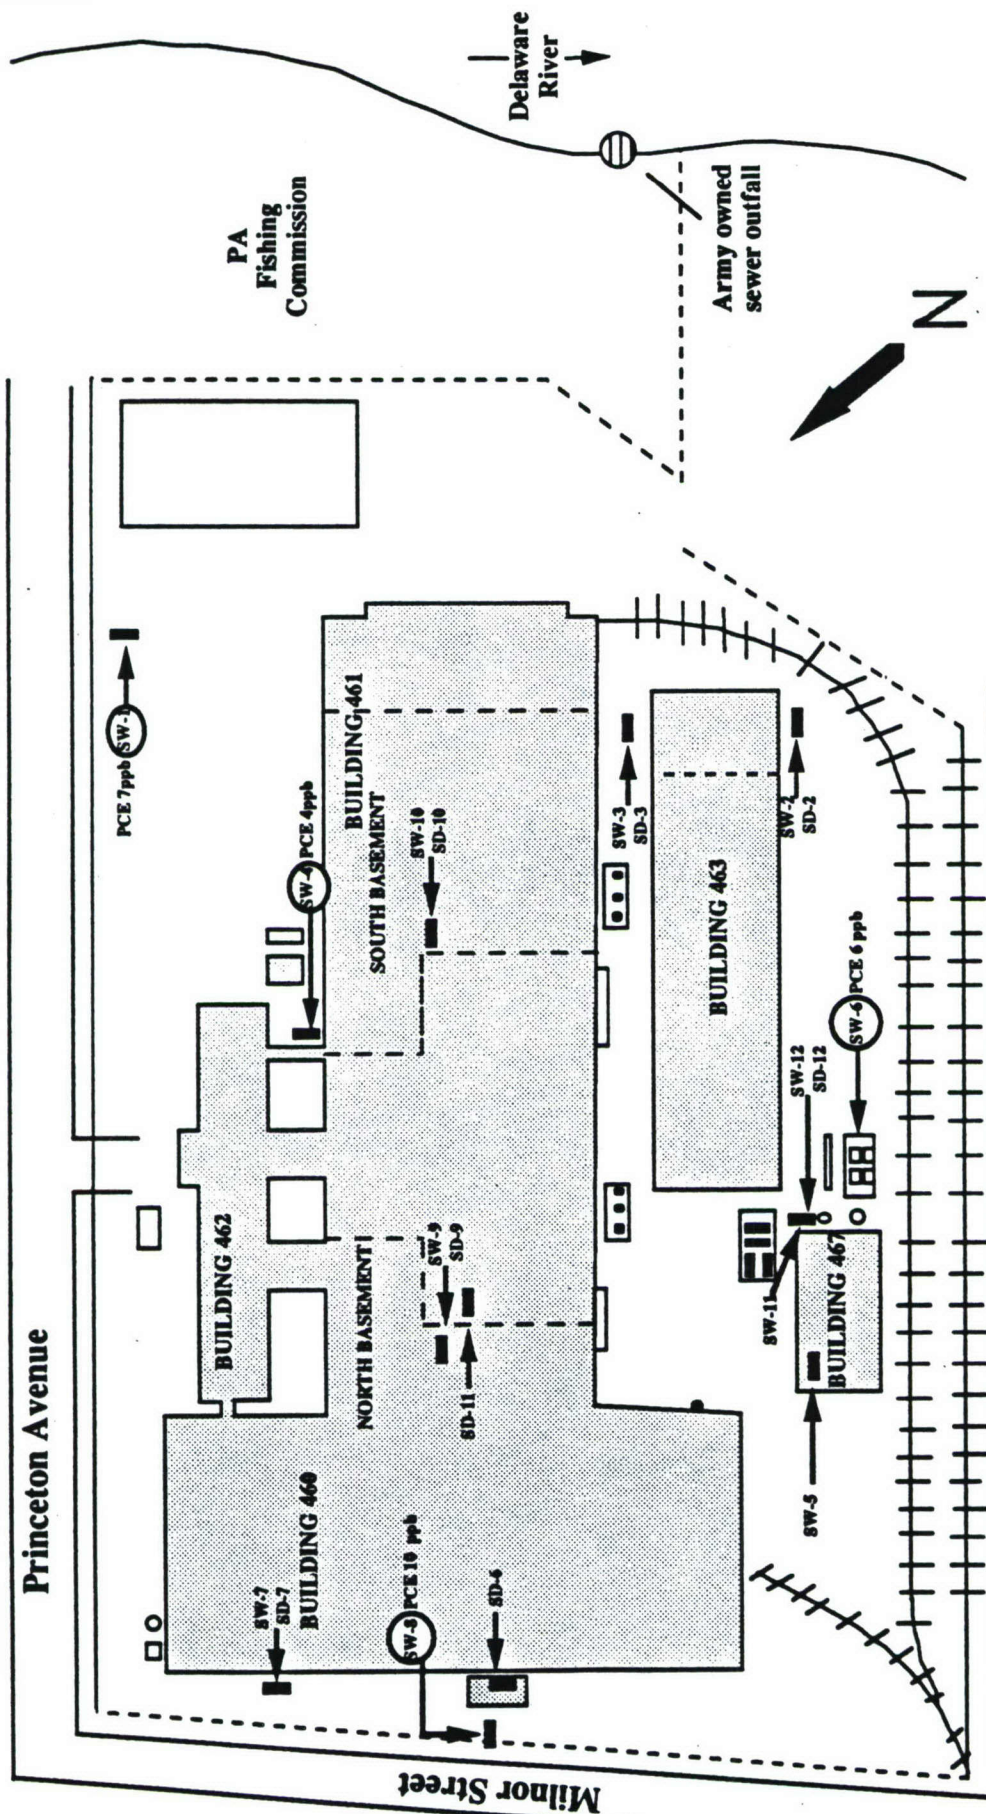 Princeton Avenue
Milnor Street
Delaware
River
PA
Fishing
Commission
Army owned
sewer outfall
N
PCE 7ppb SW-1
SW-4 PCE 4ppb
BUILDING 461
SOUTH BASEMENT
SW-10
SD-10
BUILDING 462
NORTH BASEMENT
SW-9
SD-9
SD-11
BUILDING 460
SW-7
SD-7
SW-8 PCE 10 ppb
SD-6
SW-3
SD-3
SW-2
SD-2
BUILDING 463
SW-6 PCE 6 ppb
SW-12
SD-12
SW-11
BUILDING 467
SW-5